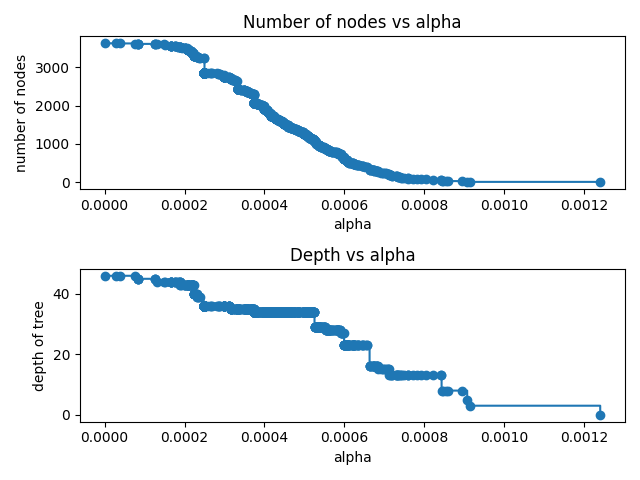 Number of nodes vs alpha
number of nodes
3000
2000
1000
0
0.0000 0.0002 0.0004 0.0006 0.0008 0.0010 0.0012
alpha
Depth vs alpha
depth of tree
40
20
0
0.0000 0.0002 0.0004 0.0006 0.0008 0.0010 0.0012
alpha